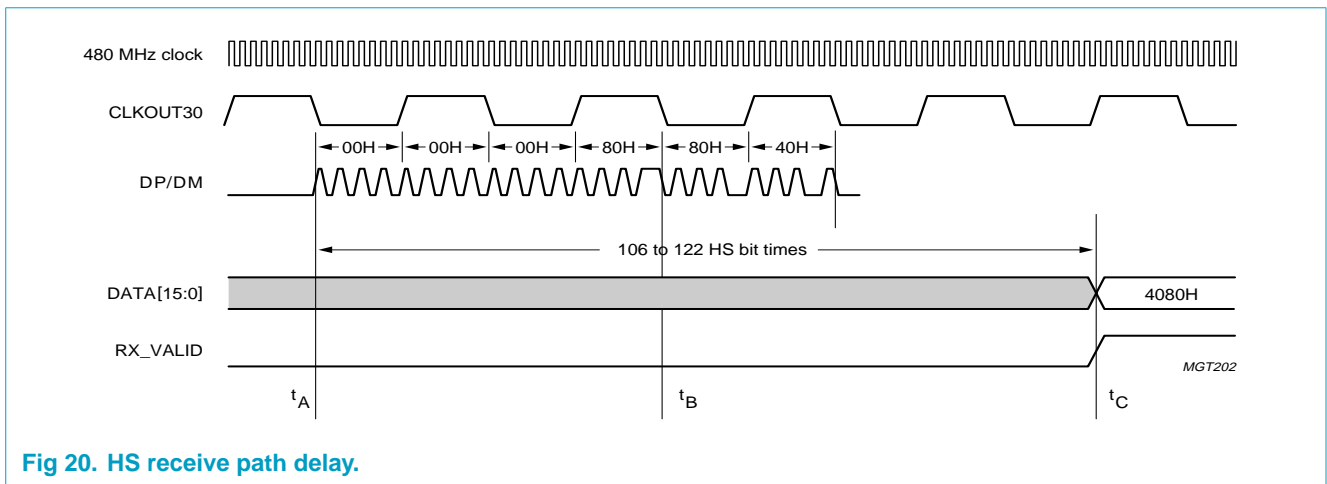 480 MHz clock
CLKOUT30
00H 00H 00H 80H 80H 40H
DP/DM
106 to 122 HS bit times
DATA[15:0]
4080H
RX_VALID
MGT202
tA tB tC
Fig 20. HS receive path delay.